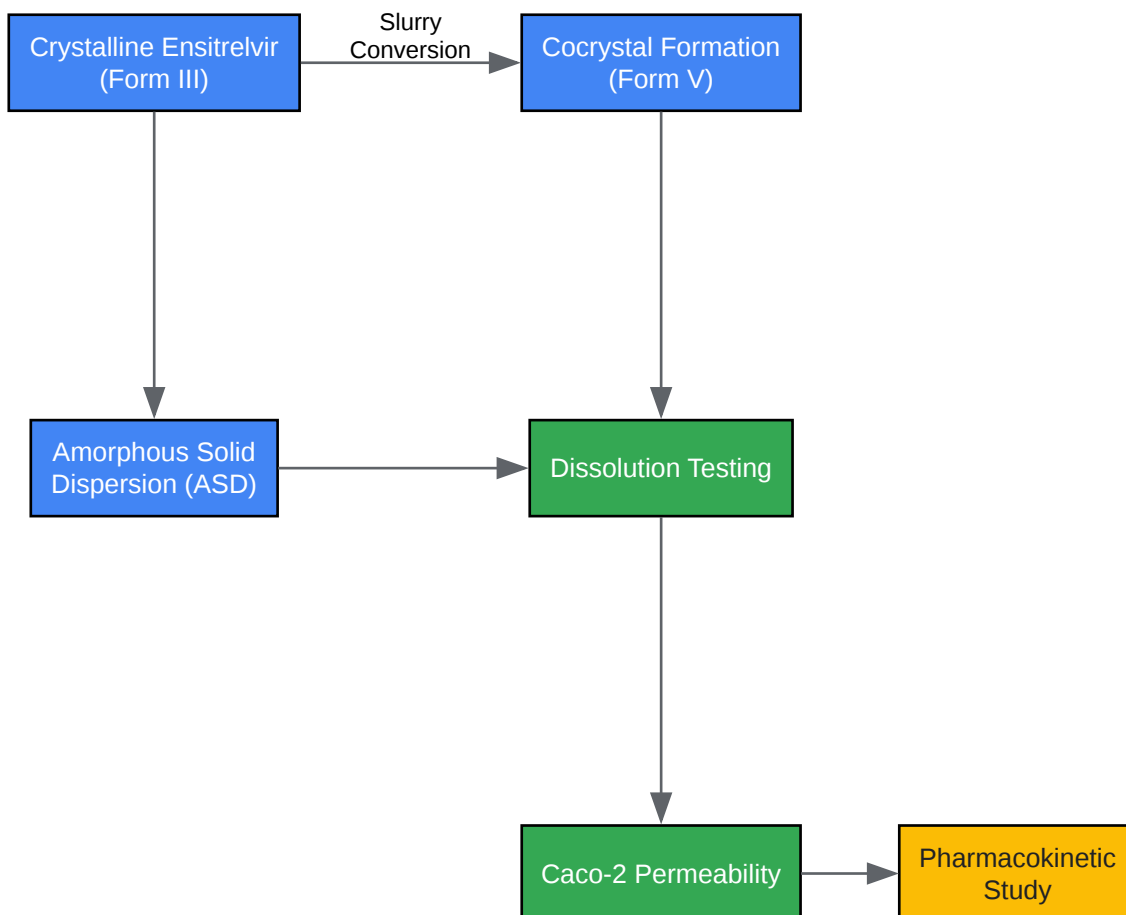 Crystalline Ensitrelvir
(Form III)
Slurry
Conversion
Cocrystal Formation
(Form V)
Amorphous Solid
Dispersion (ASD)
Dissolution Testing
Caco-2 Permeability
Pharmacokinetic
Study